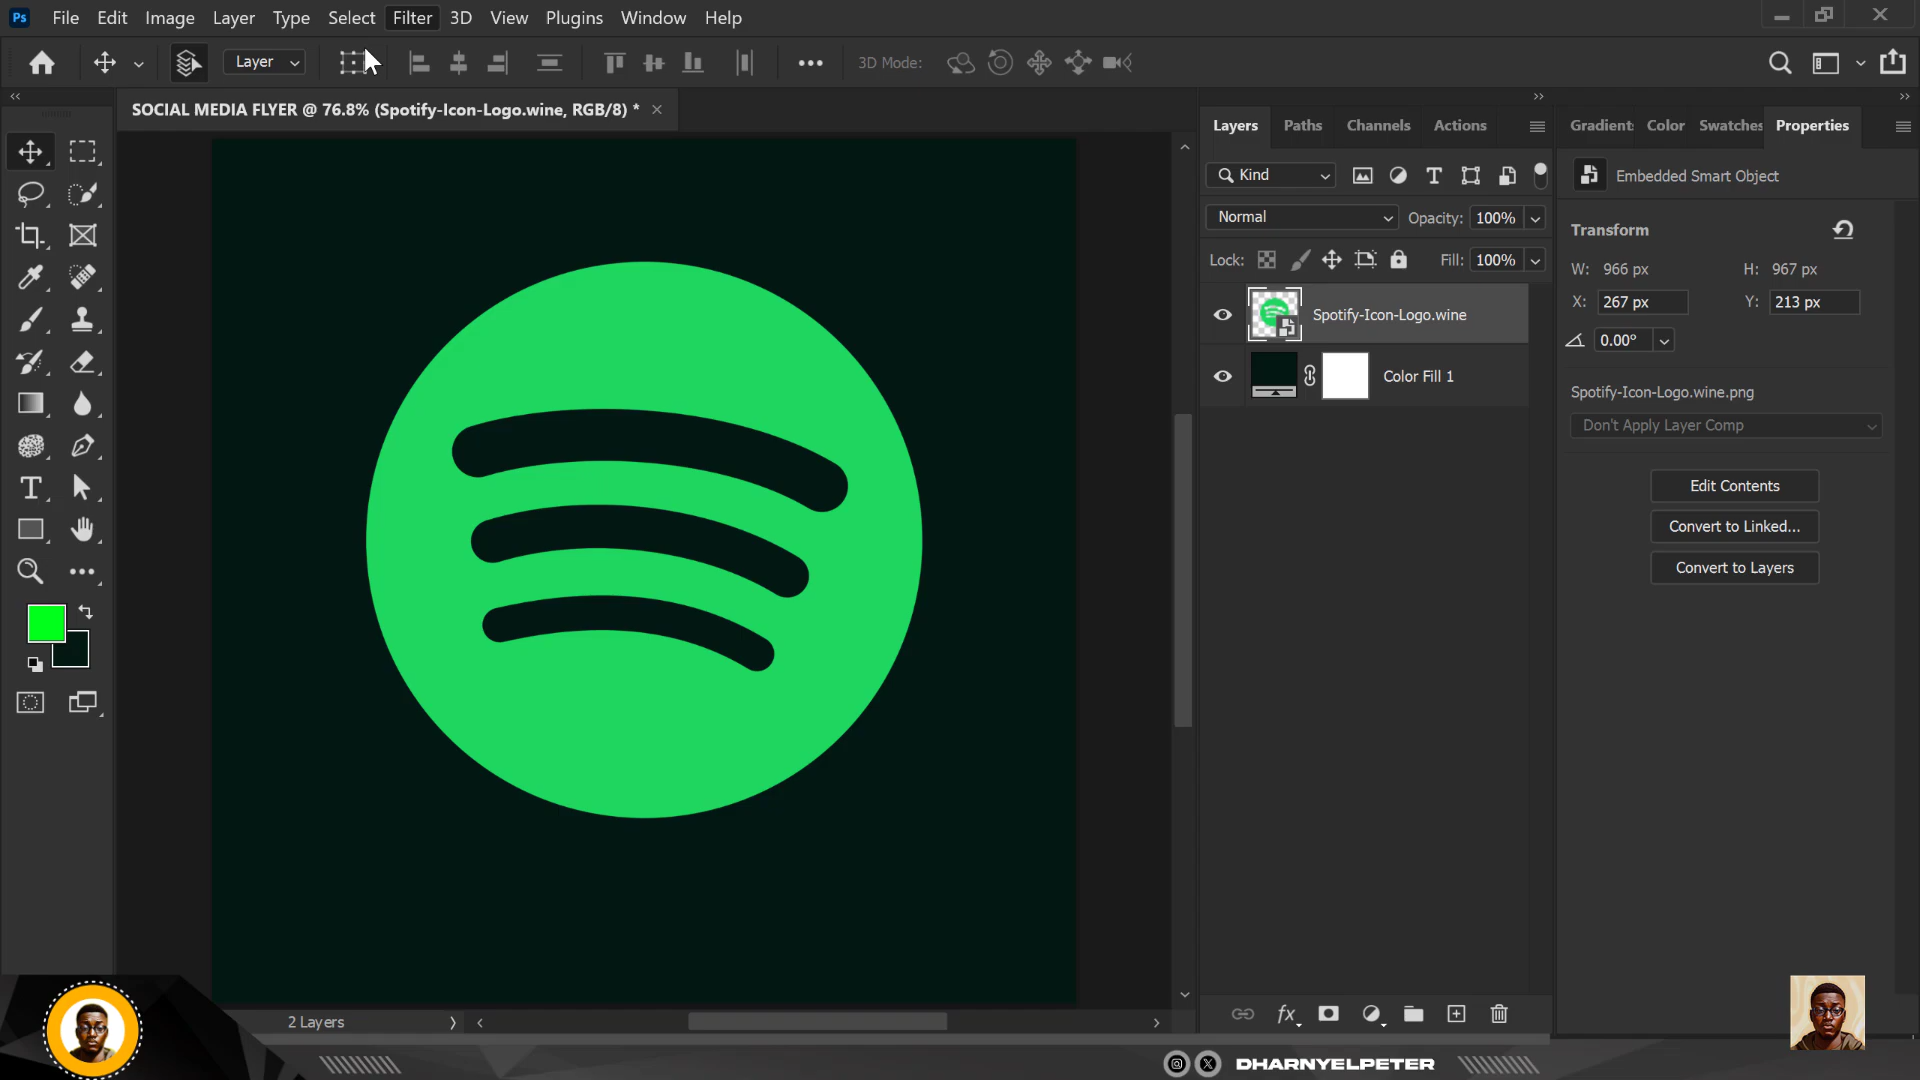 Ps File Edit Image Layer Type Select Filter 3D View Plugins Window Help
Layer
3D Mode:
SOCIAL MEDIA FLYER @ 76.8% (Spotify-Icon-Logo.wine, RGB/8) *
Layers Paths Channels Actions
Gradient Color Swatches Properties
Kind
Embedded Smart Object
Normal Opacity: 100%
Transform
Lock: Fill: 100%
W: 966 px H: 967 px
X: 267 px Y: 213 px
Spotify-Icon-Logo.wine
0.00°
Color Fill 1
Spotify-Icon-Logo.wine.png
Don't Apply Layer Comp
Edit Contents
Convert to Linked...
Convert to Layers
fx
2 Layers
DHARNYELPETER